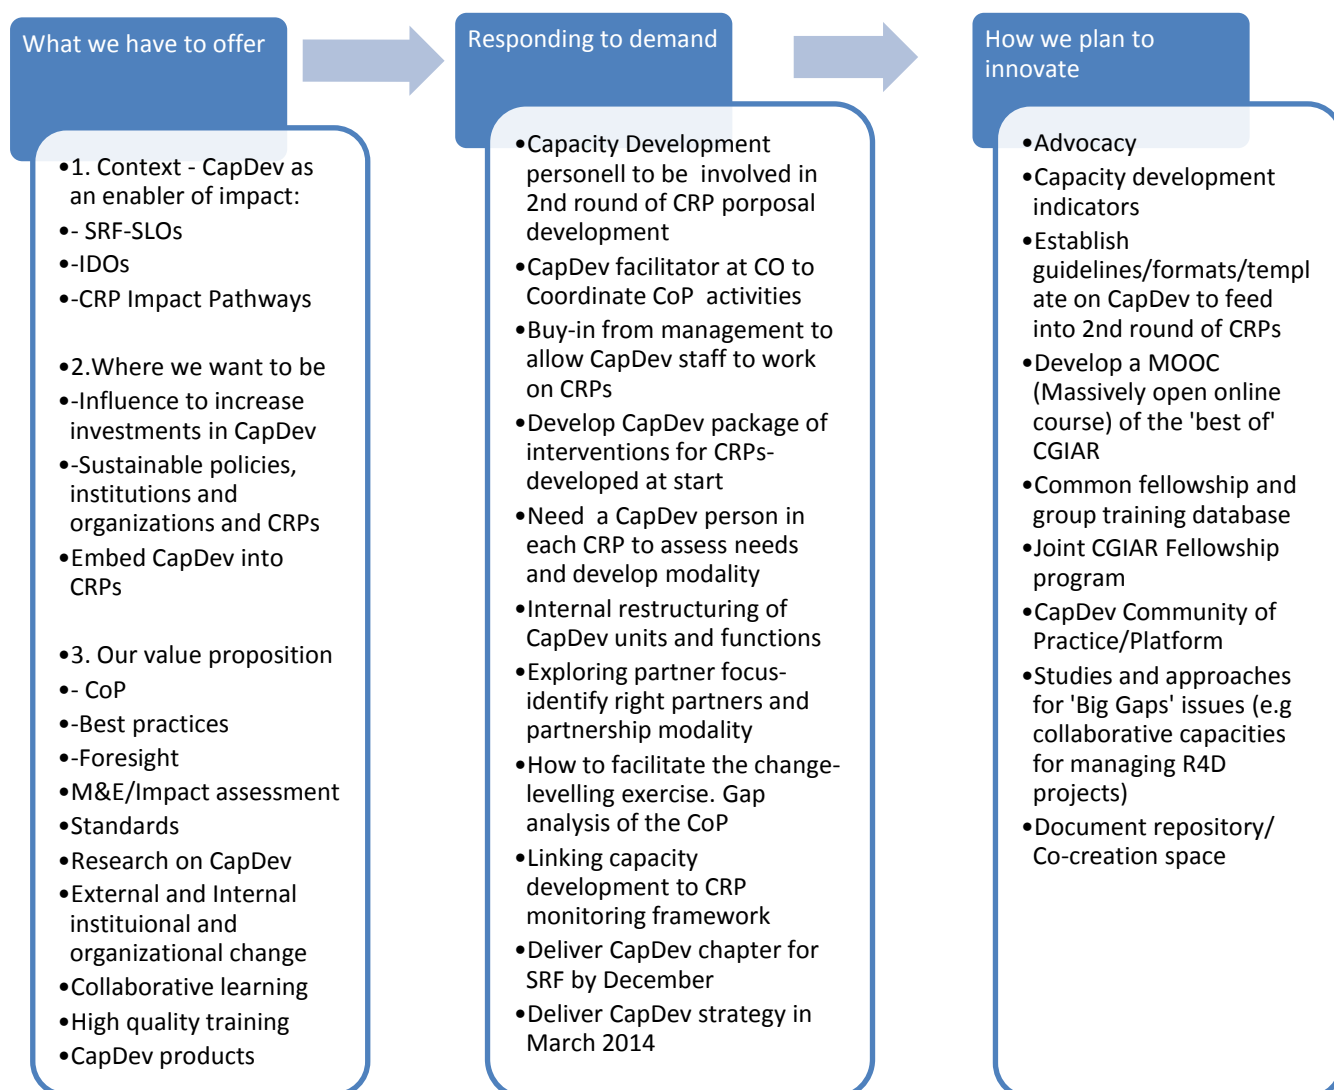 What we have to offer
•1. Context - CapDev as
an enabler of impact:
•- SRF-SLOs
•-IDOs
•-CRP Impact Pathways
•2.Where we want to be
•-Influence to increase
investments in CapDev
•-Sustainable policies,
institutions and
organizations and CRPs
•Embed CapDev into
CRPs
•3. Our value proposition
•- CoP
•-Best practices
•-Foresight
•M&E/Impact assessment
•Standards
•Research on CapDev
•External and Internal
instituional and
organizational change
•Collaborative learning
•High quality training
•CapDev products
Responding to demand
•Capacity Development
personell to be  involved in
2nd round of CRP porposal
development
•CapDev facilitator at CO to
Coordinate CoP  activities
•Buy-in from management to
allow CapDev staff to work
on CRPs
•Develop CapDev package of
interventions for CRPs-
developed at start
•Need  a CapDev person in
each CRP to assess needs
and develop modality
•Internal restructuring of
CapDev units and functions
•Exploring partner focus-
identify right partners and
partnership modality
•How to facilitate the change-
levelling exercise. Gap
analysis of the CoP
•Linking capacity
development to CRP
monitoring framework
•Deliver CapDev chapter for
SRF by December
•Deliver CapDev strategy in
March 2014
How we plan to
innovate
•Advocacy
•Capacity development
indicators
•Establish
guidelines/formats/templ
ate on CapDev to feed
into 2nd round of CRPs
•Develop a MOOC
(Massively open online
course) of the 'best of'
CGIAR
•Common fellowship and
group training database
•Joint CGIAR Fellowship
program
•CapDev Community of
Practice/Platform
•Studies and approaches
for 'Big Gaps' issues (e.g
collaborative capacities
for managing R4D
projects)
•Document repository/
Co-creation space